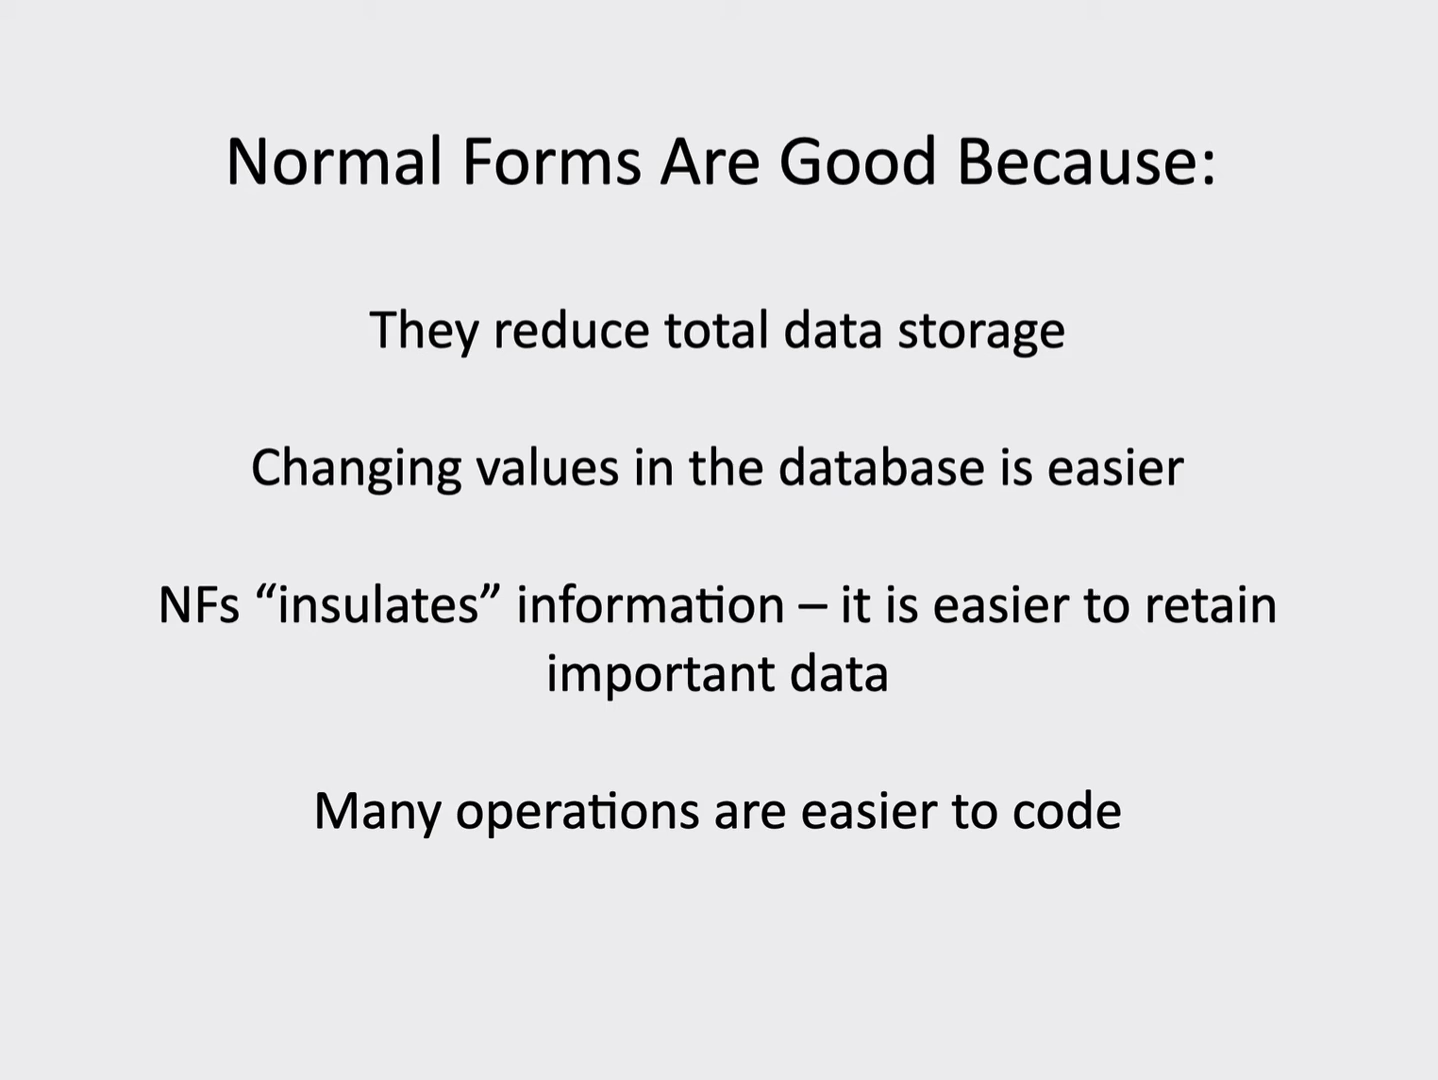 Normal Forms Are Good Because:
They reduce total data storage
Changing values in the database is easier
NFs “insulates” information – it is easier to retain
important data
Many operations are easier to code